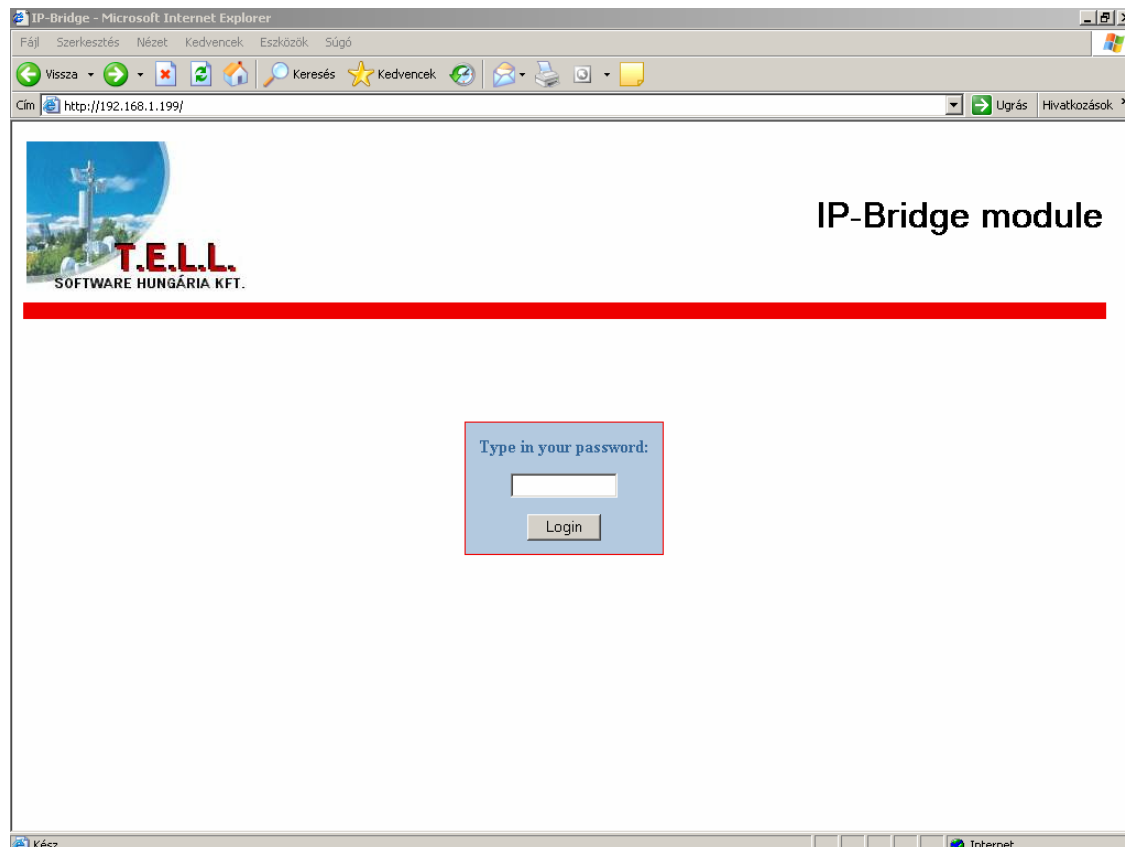 IP-Bridge - Microsoft Internet Explorer
Fájl Szerkesztés Nézet Kedvencek Eszközök Súgó
Vissza Keresés Kedvencek
Cím http://192.168.1.199/ Ugrás Hivatkozások
T.E.L.L.
SOFTWARE HUNGÁRIA KFT.
IP-Bridge module
Type in your password:
Login
Kész Internet